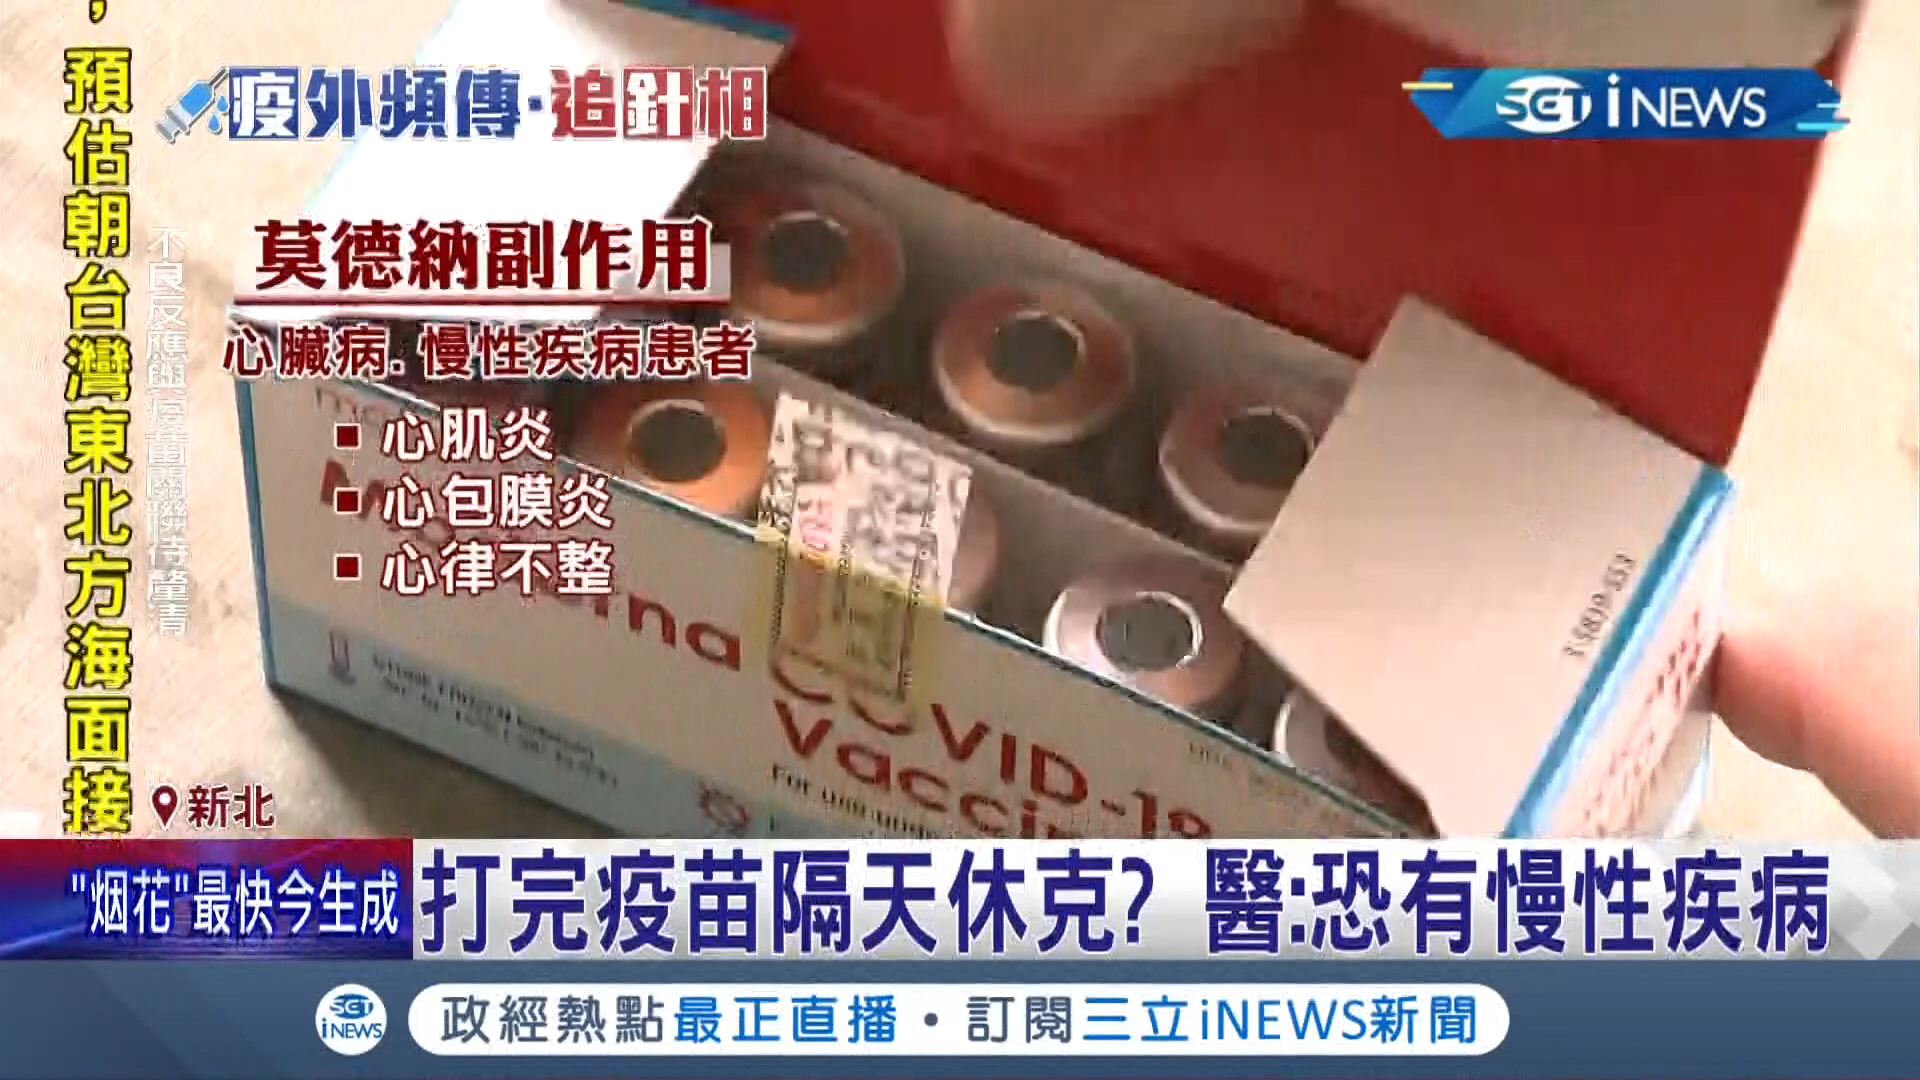 ，預估朝台灣東北方海面接
疫外頻傳·追針相
SET iNEWS
莫德納副作用
心臟病.慢性疾病患者
▪ 心肌炎
▪ 心包膜炎
▪ 心律不整
不良反應與疫苗關聯待釐清
moderna
COVID-19
Vaccin
新北
"烟花"最快今生成
打完疫苗隔天休克? 醫:恐有慢性疾病
SET iNEWS
政經熱點最正直播·訂閱三立iNEWS新聞